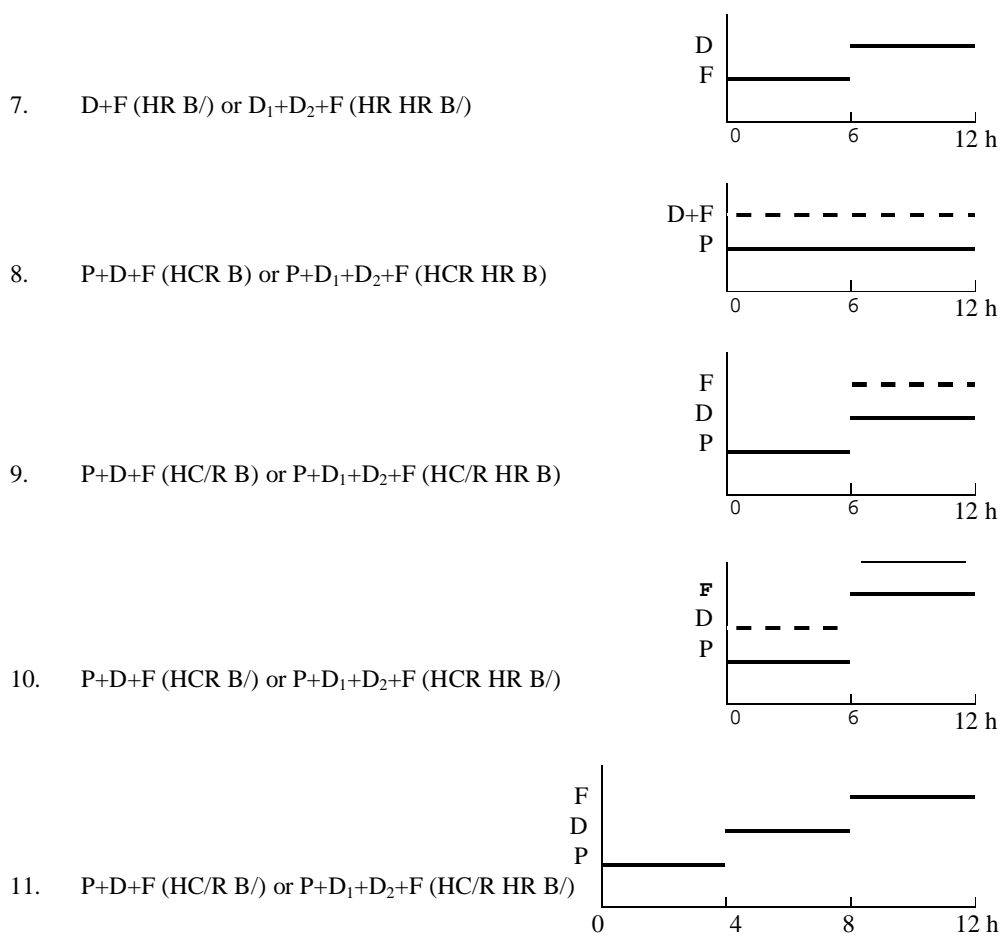 D
F
7. D+F (HR B/) or D₁+D₂+F (HR HR B/)
0 6 12 h
D+F
P
8. P+D+F (HCR B) or P+D₁+D₂+F (HCR HR B)
0 6 12 h
F
D
P
9. P+D+F (HC/R B) or P+D₁+D₂+F (HC/R HR B)
0 6 12 h
F
D
P
10. P+D+F (HCR B/) or P+D₁+D₂+F (HCR HR B/)
0 6 12 h
F
D
P
11. P+D+F (HC/R B/) or P+D₁+D₂+F (HC/R HR B/)
0 4 8 12 h